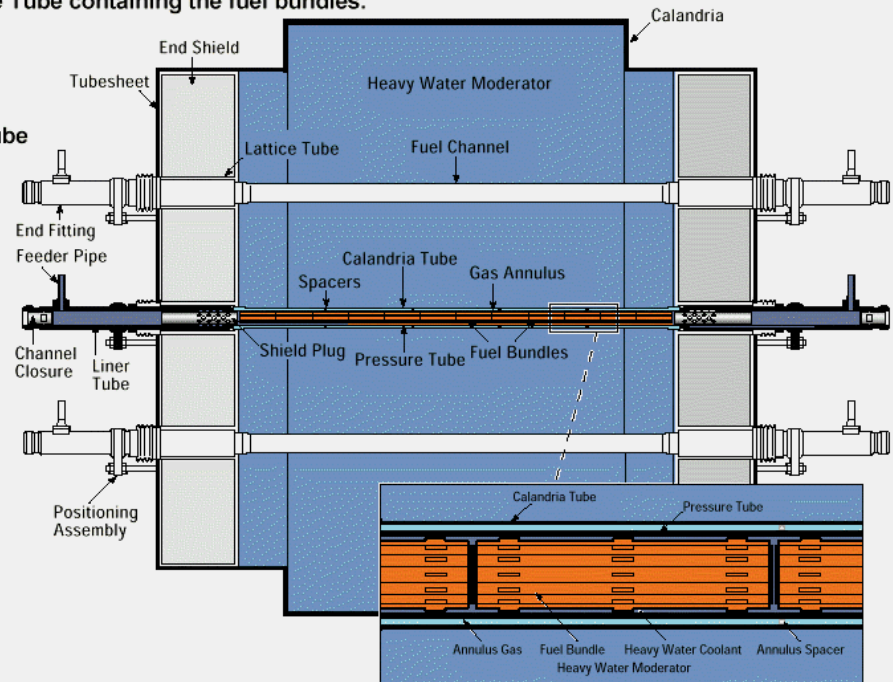 e Tube containing the fuel bundles.
Calandria
End Shield
Tubesheet
Heavy Water Moderator
ube
Lattice Tube
Fuel Channel
End Fitting
Feeder Pipe
Calandria Tube
Gas Annulus
Spacers
Channel
Closure
Liner
Tube
Shield Plug
Pressure Tube
Fuel Bundles
Positioning
Assembly
Calandria Tube
Pressure Tube
Annulus Gas
Fuel Bundle
Heavy Water Coolant
Annulus Spacer
Heavy Water Moderator